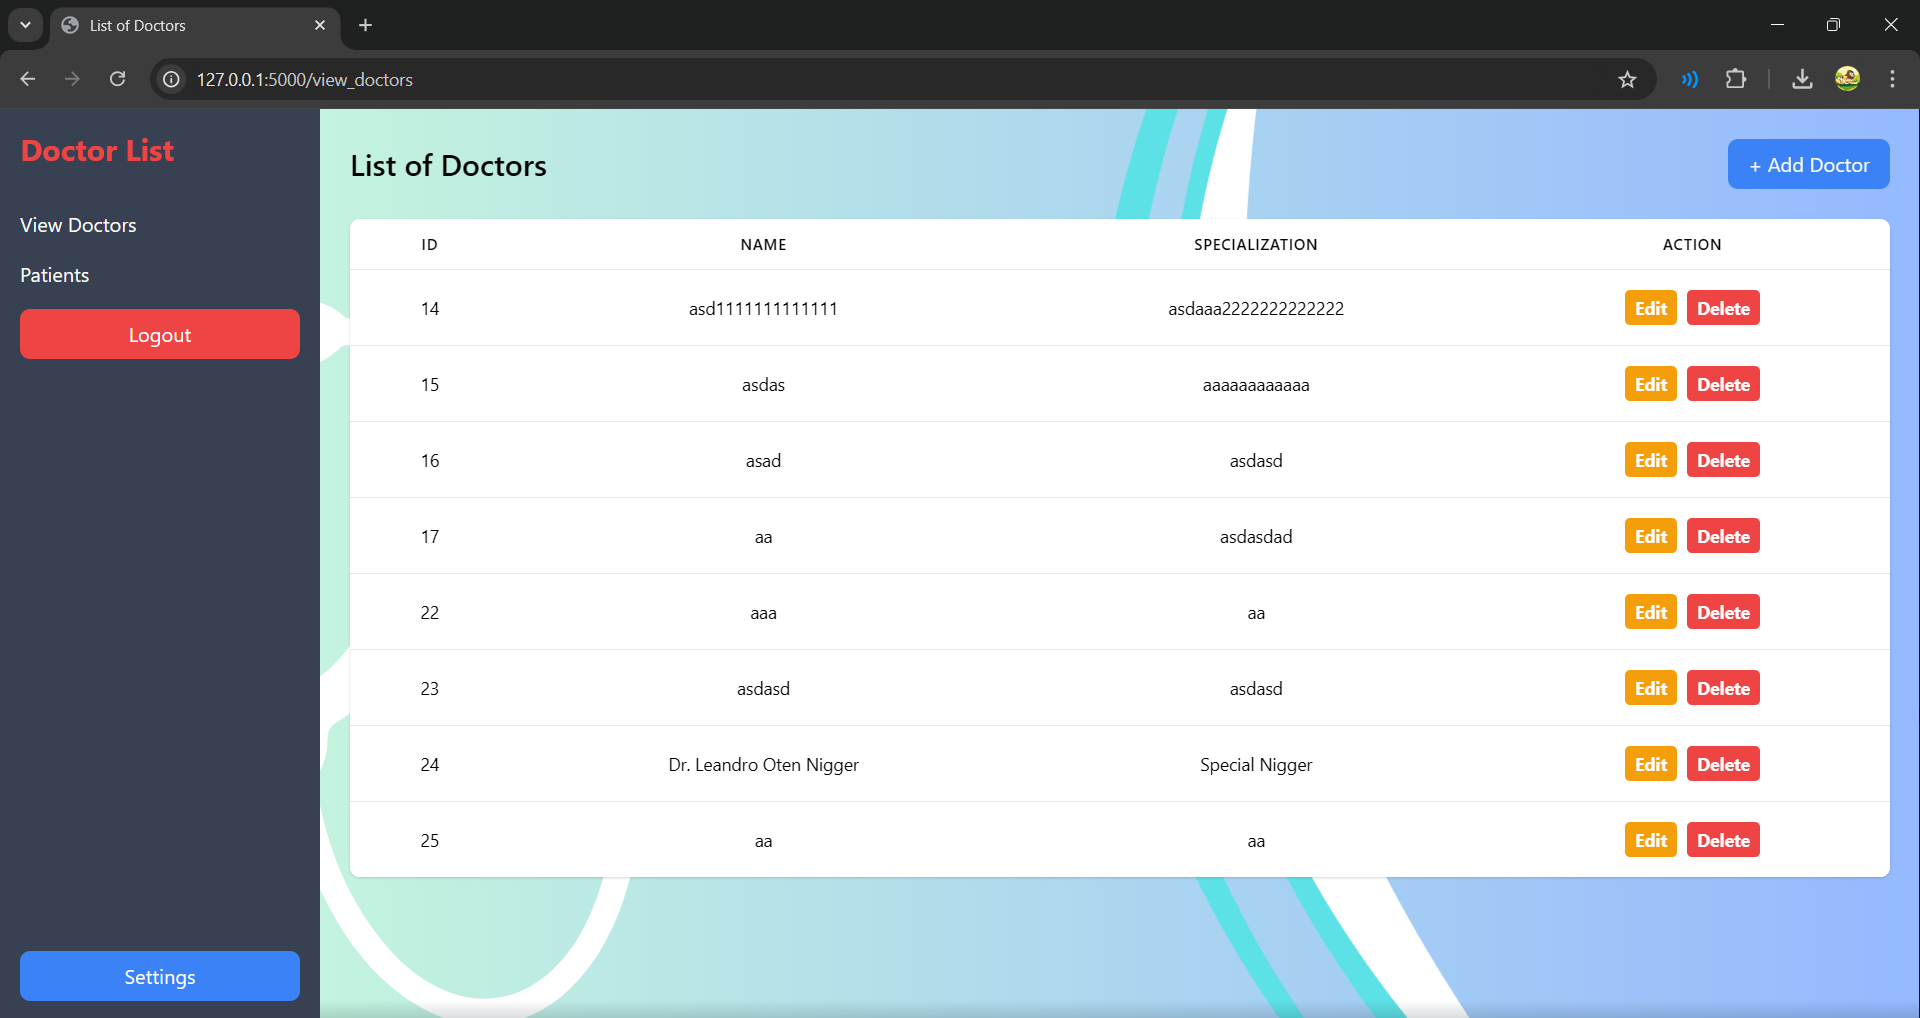 List of Doctors
127.0.0.1:5000/view_doctors
Doctor List
View Doctors
Patients
Logout
Settings
List of Doctors
+ Add Doctor
ID NAME SPECIALIZATION ACTION
14 asd1111111111111 asdaaa2222222222222 Edit Delete
15 asdas aaaaaaaaaaaa Edit Delete
16 asad asdasd Edit Delete
17 aa asdasdad Edit Delete
22 aaa aa Edit Delete
23 asdasd asdasd Edit Delete
24 Dr. Leandro Oten Nigger Special Nigger Edit Delete
25 aa aa Edit Delete